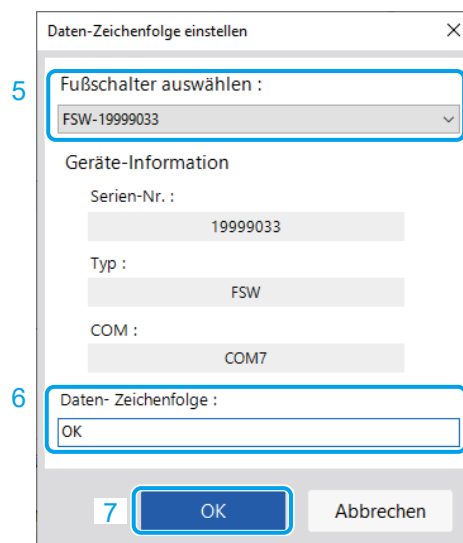 Daten-Zeichenfolge einstellen
5
Fußschalter auswählen :
FSW-19999033
Geräte-Information
Serien-Nr. :
19999033
Typ :
FSW
COM :
COM7
6
Daten- Zeichenfolge :
OK
7
OK
Abbrechen